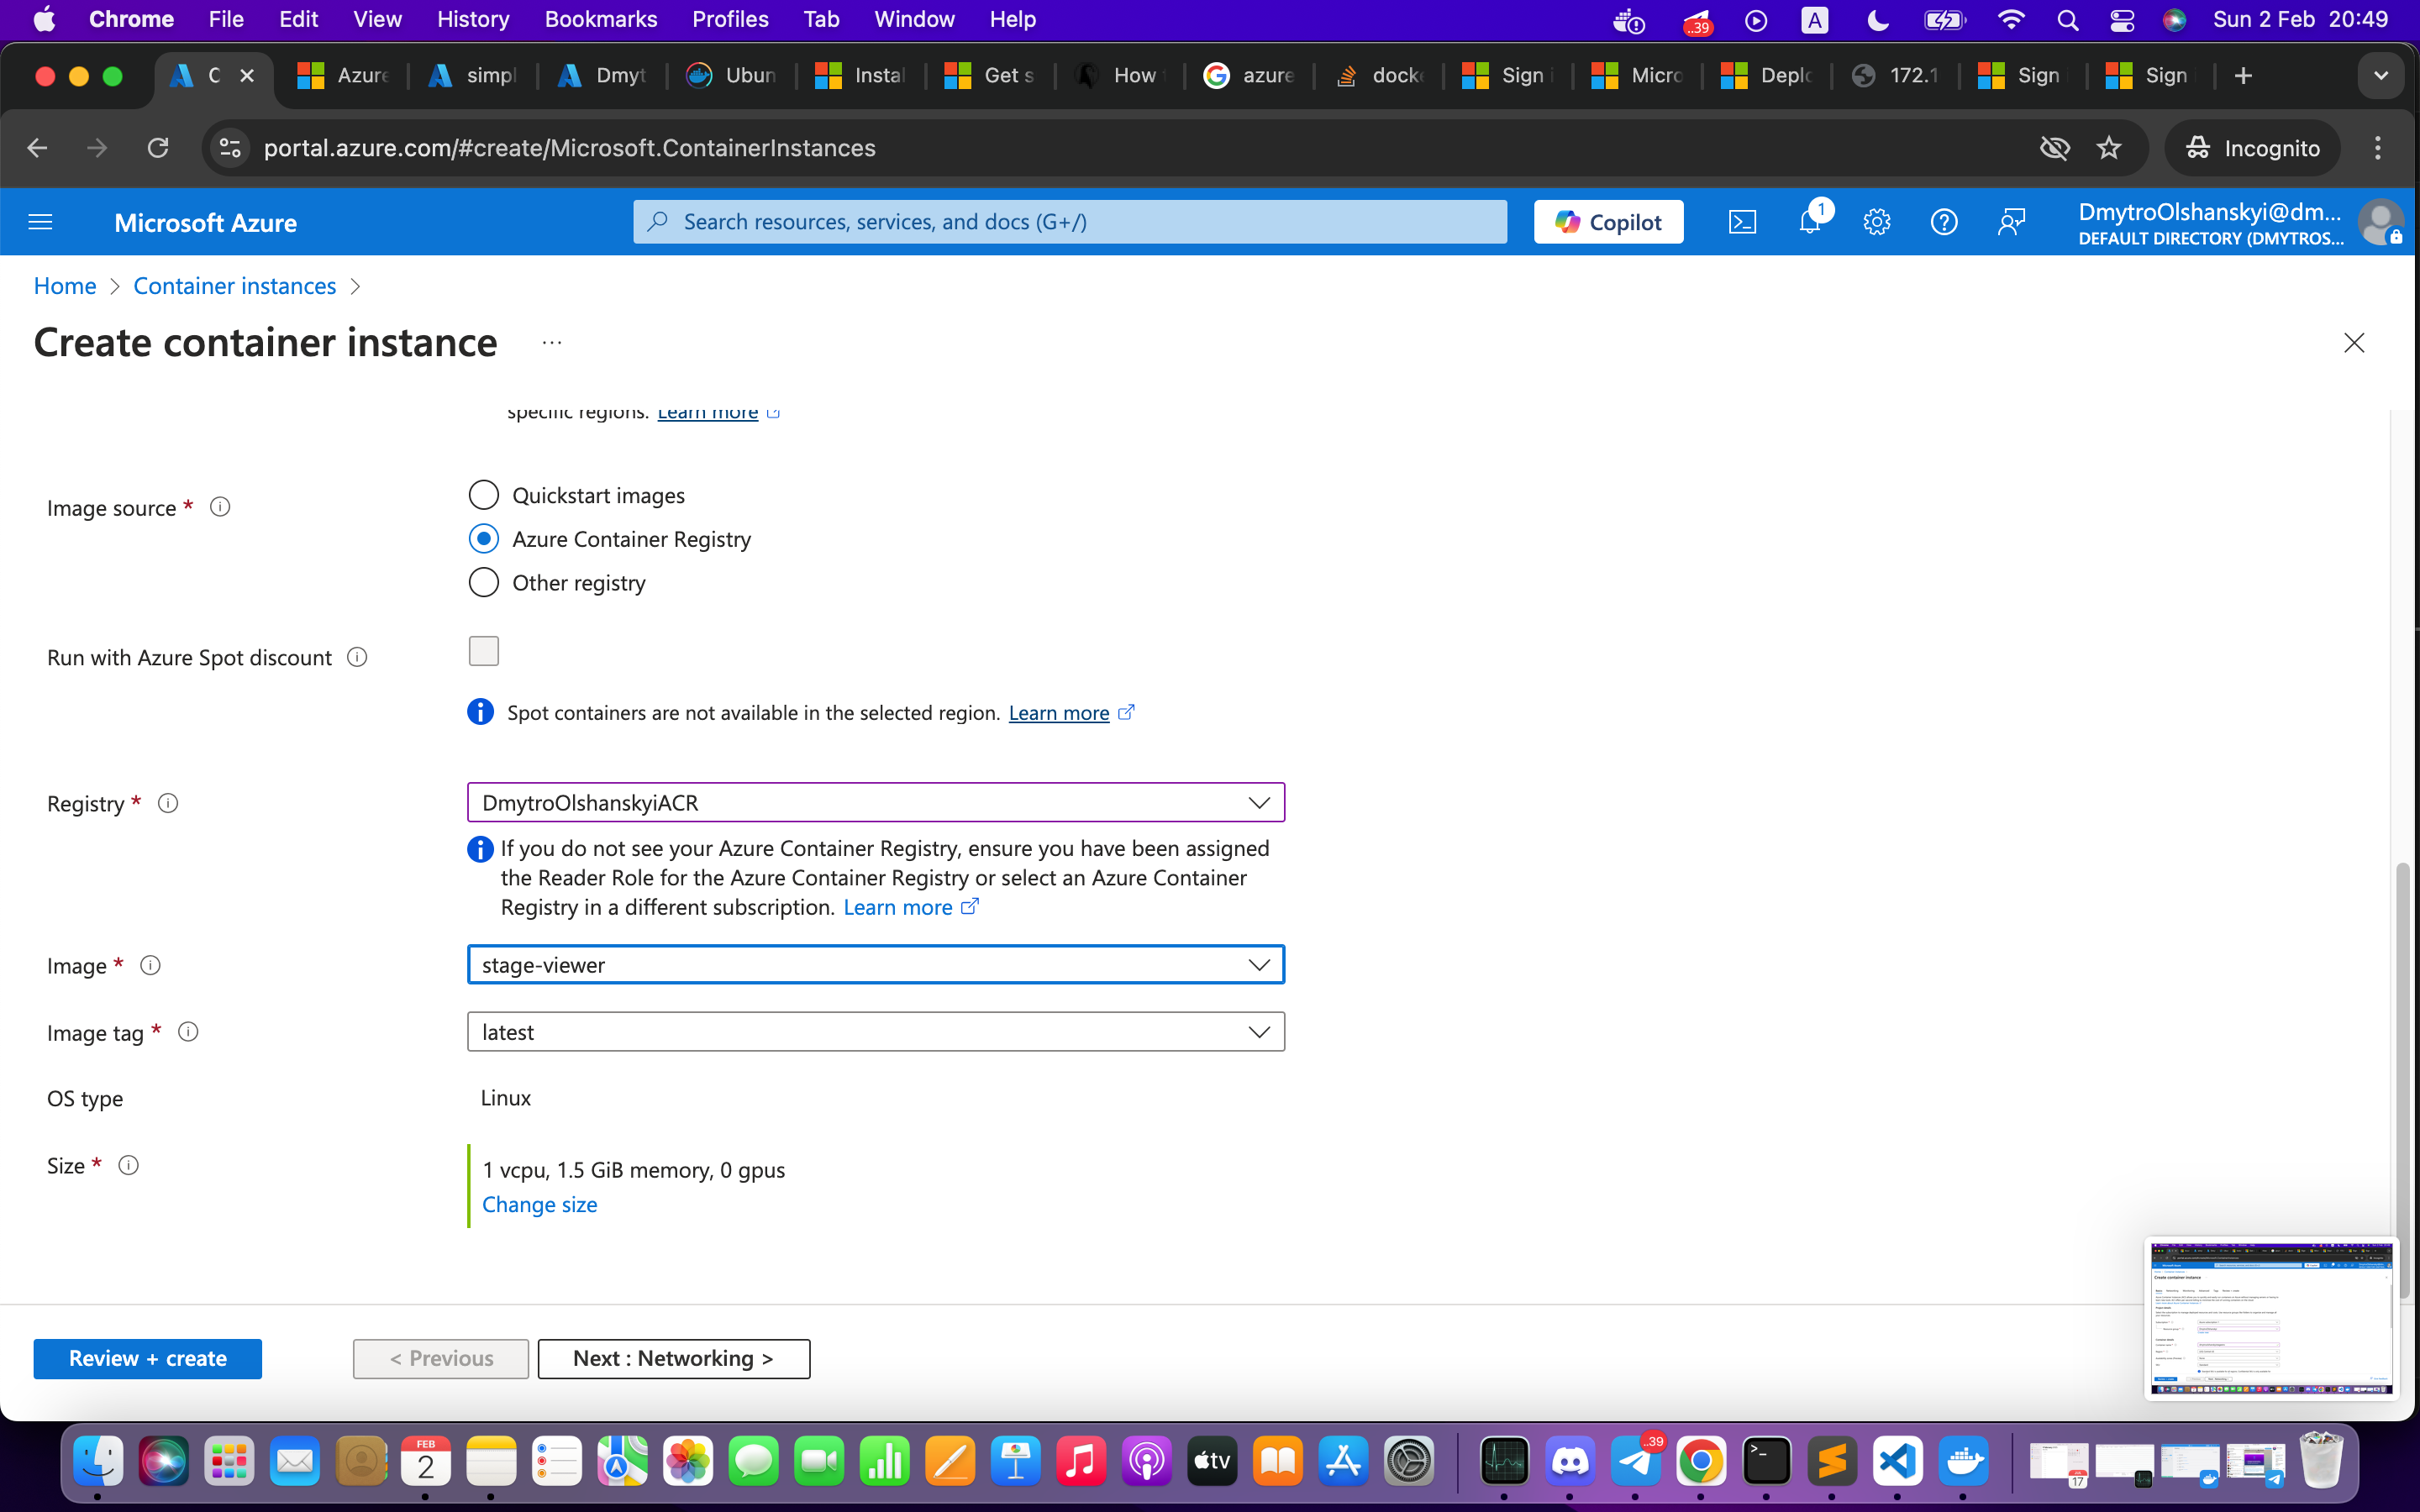 Chrome File Edit View History Bookmarks Profiles Tab Window Help
..39 A Sun 2 Feb 20:49
C Azure simpl Dmyt Ubun Instal Get s How azure dock Sign i Micro Deplo 172.1 Sign Sign
portal.azure.com/#create/Microsoft.ContainerInstances
Incognito
Microsoft Azure
Search resources, services, and docs (G+/)
Copilot
1
DmytroOlshanskyi@dm...
DEFAULT DIRECTORY (DMYTROS...
Home > Container instances >
Create container instance ...
specific regions. Learn more
Image source *
Quickstart images
Azure Container Registry
Other registry
Run with Azure Spot discount
Spot containers are not available in the selected region. Learn more
Registry *
DmytroOlshanskyiACR
If you do not see your Azure Container Registry, ensure you have been assigned
the Reader Role for the Azure Container Registry or select an Azure Container
Registry in a different subscription. Learn more
Image *
stage-viewer
Image tag *
latest
OS type
Linux
Size *
1 vcpu, 1.5 GiB memory, 0 gpus
Change size
Review + create
< Previous
Next : Networking >
FEB
2
tv
..39
17